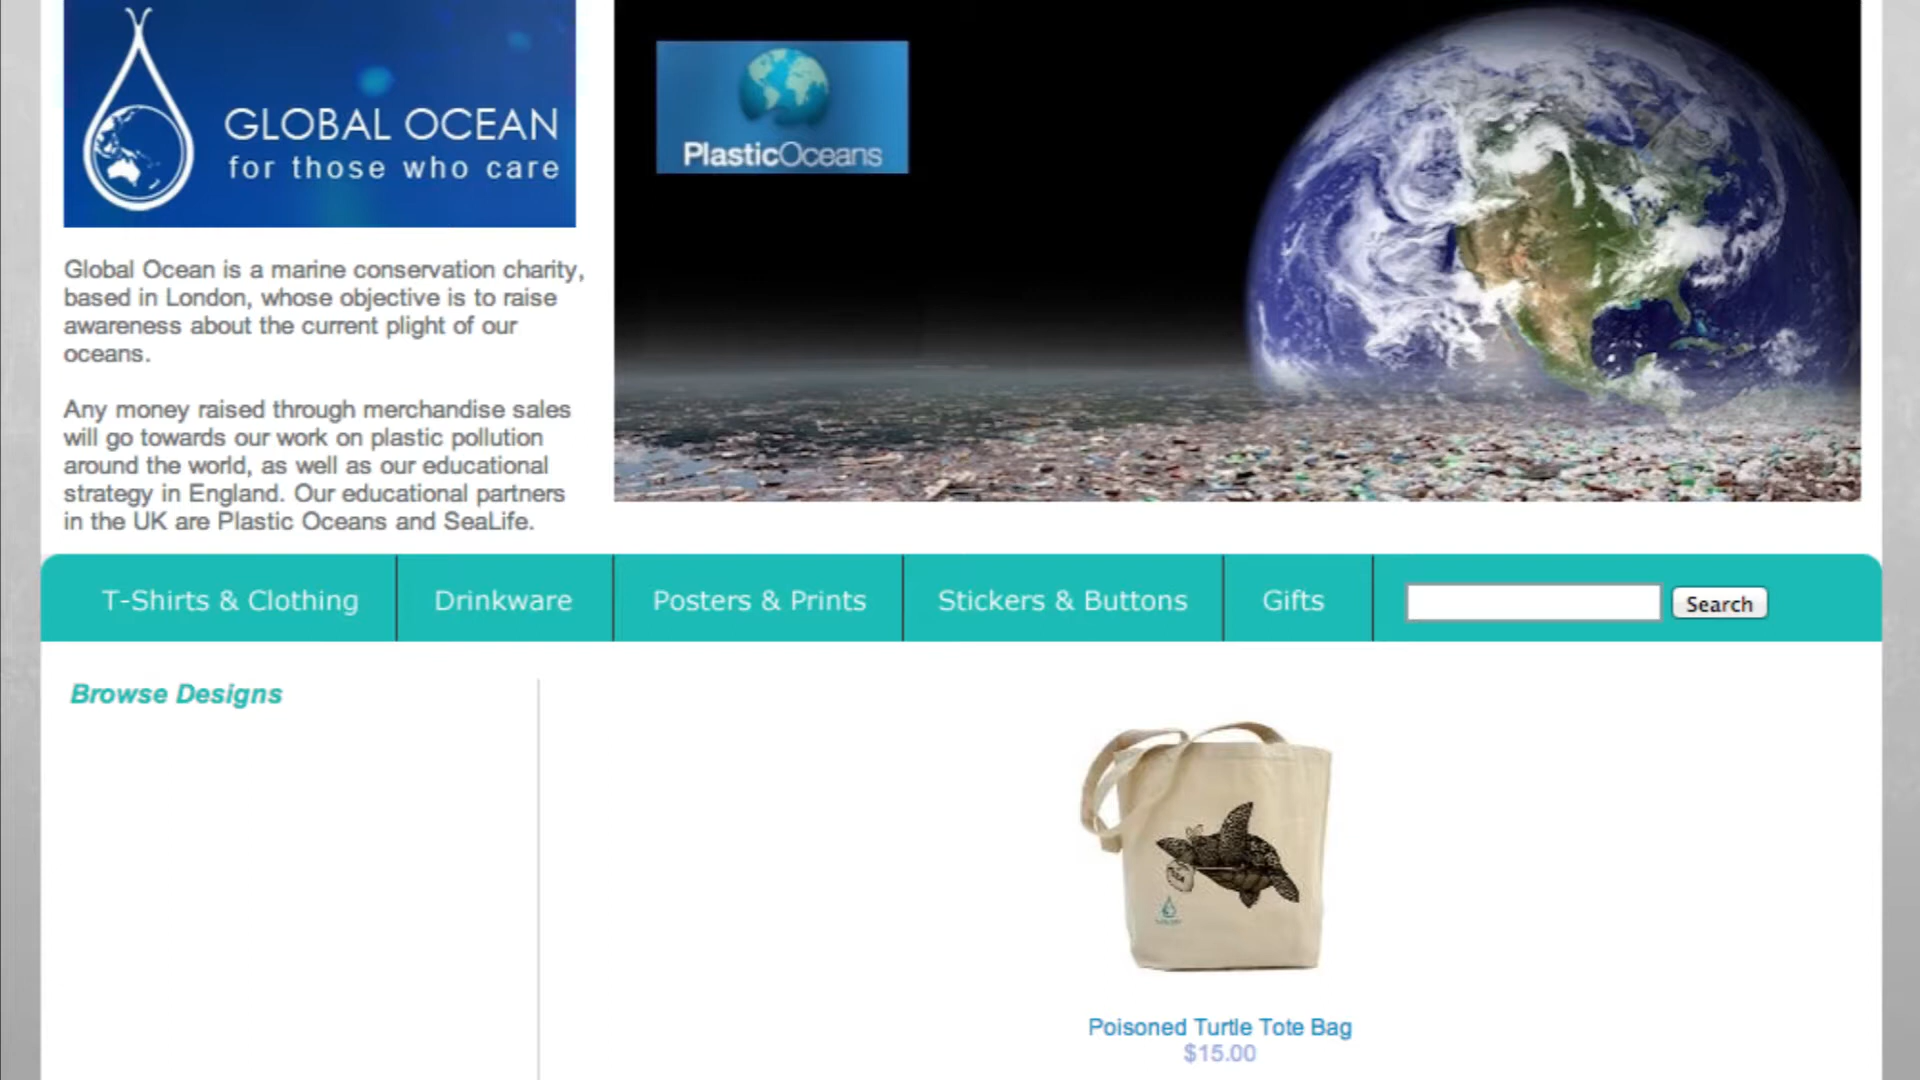 GLOBAL OCEAN
for those who care
PlasticOceans
Global Ocean is a marine conservation charity,
based in London, whose objective is to raise
awareness about the current plight of our
oceans.
Any money raised through merchandise sales
will go towards our work on plastic pollution
around the world, as well as our educational
strategy in England. Our educational partners
in the UK are Plastic Oceans and SeaLife.
T-Shirts & Clothing
Drinkware
Posters & Prints
Stickers & Buttons
Gifts
Search
Browse Designs
Poisoned Turtle Tote Bag
$15.00